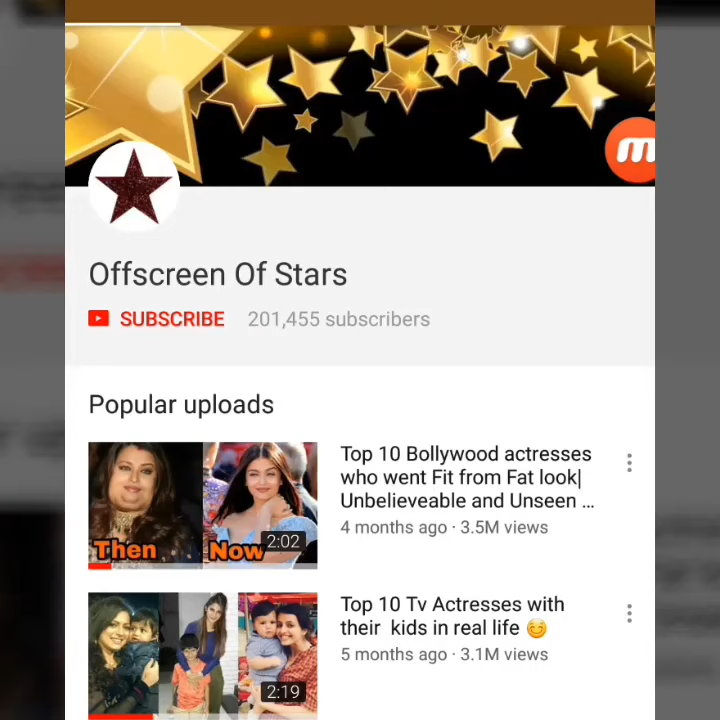 m
Offscreen Of Stars
SUBSCRIBE 201,455 subscribers
Popular uploads
Top 10 Bollywood actresses
who went Fit from Fat look|
Unbelieveable and Unseen ...
4 months ago · 3.5M views
Then Now 2:02
Top 10 Tv Actresses with
their kids in real life 😊
5 months ago · 3.1M views
2:19